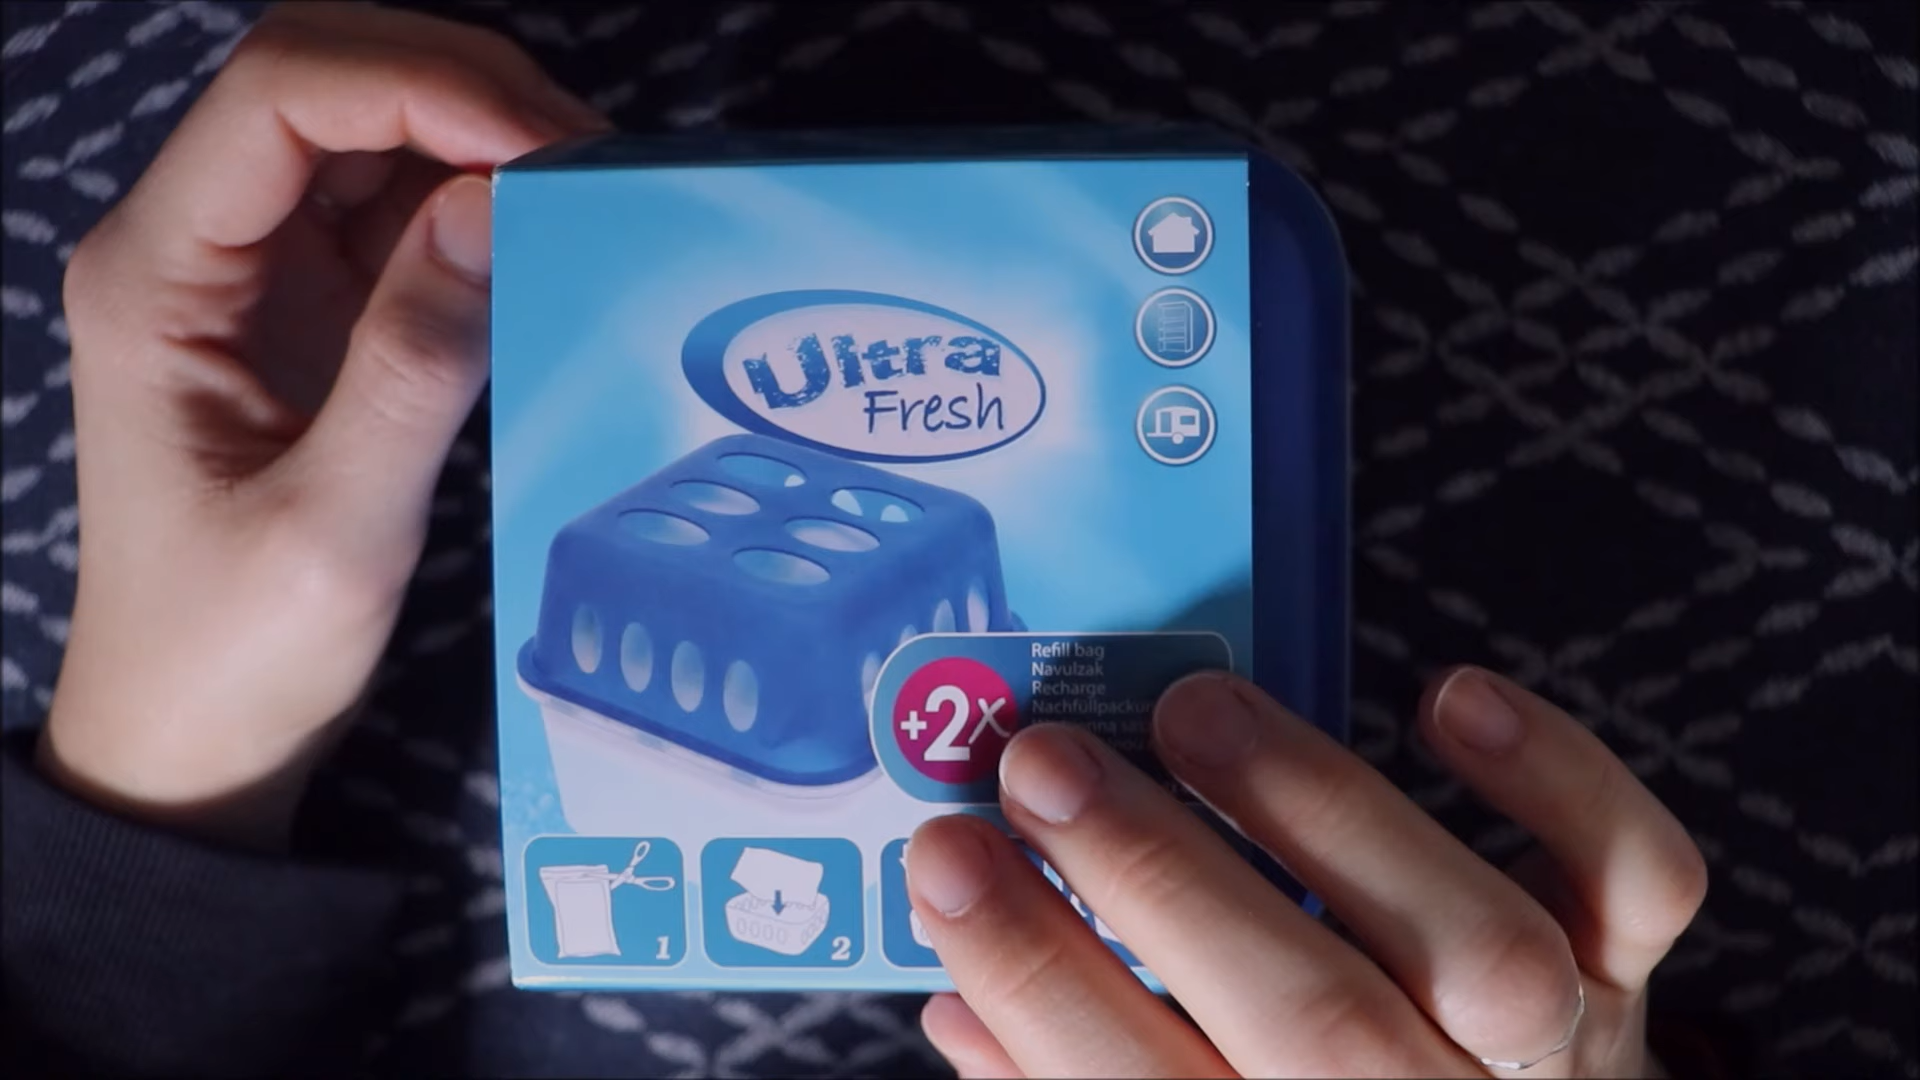 Ultra
Fresh
+2x
Refill bag
Navulzak
Recharge
1
2